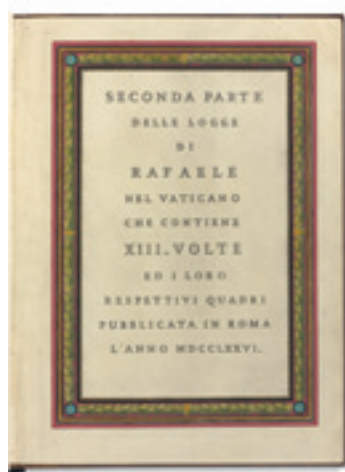 SECONDA PARTE
DELLE LOGGE
DI
RAFAELE
NEL VATICANO
CHE CONTIENE
XIII. VOLTE
ED I LORO
RESPETTIVI QUADRI
PUBBLICATA IN ROMA
L'ANNO MDCCLXXVI.